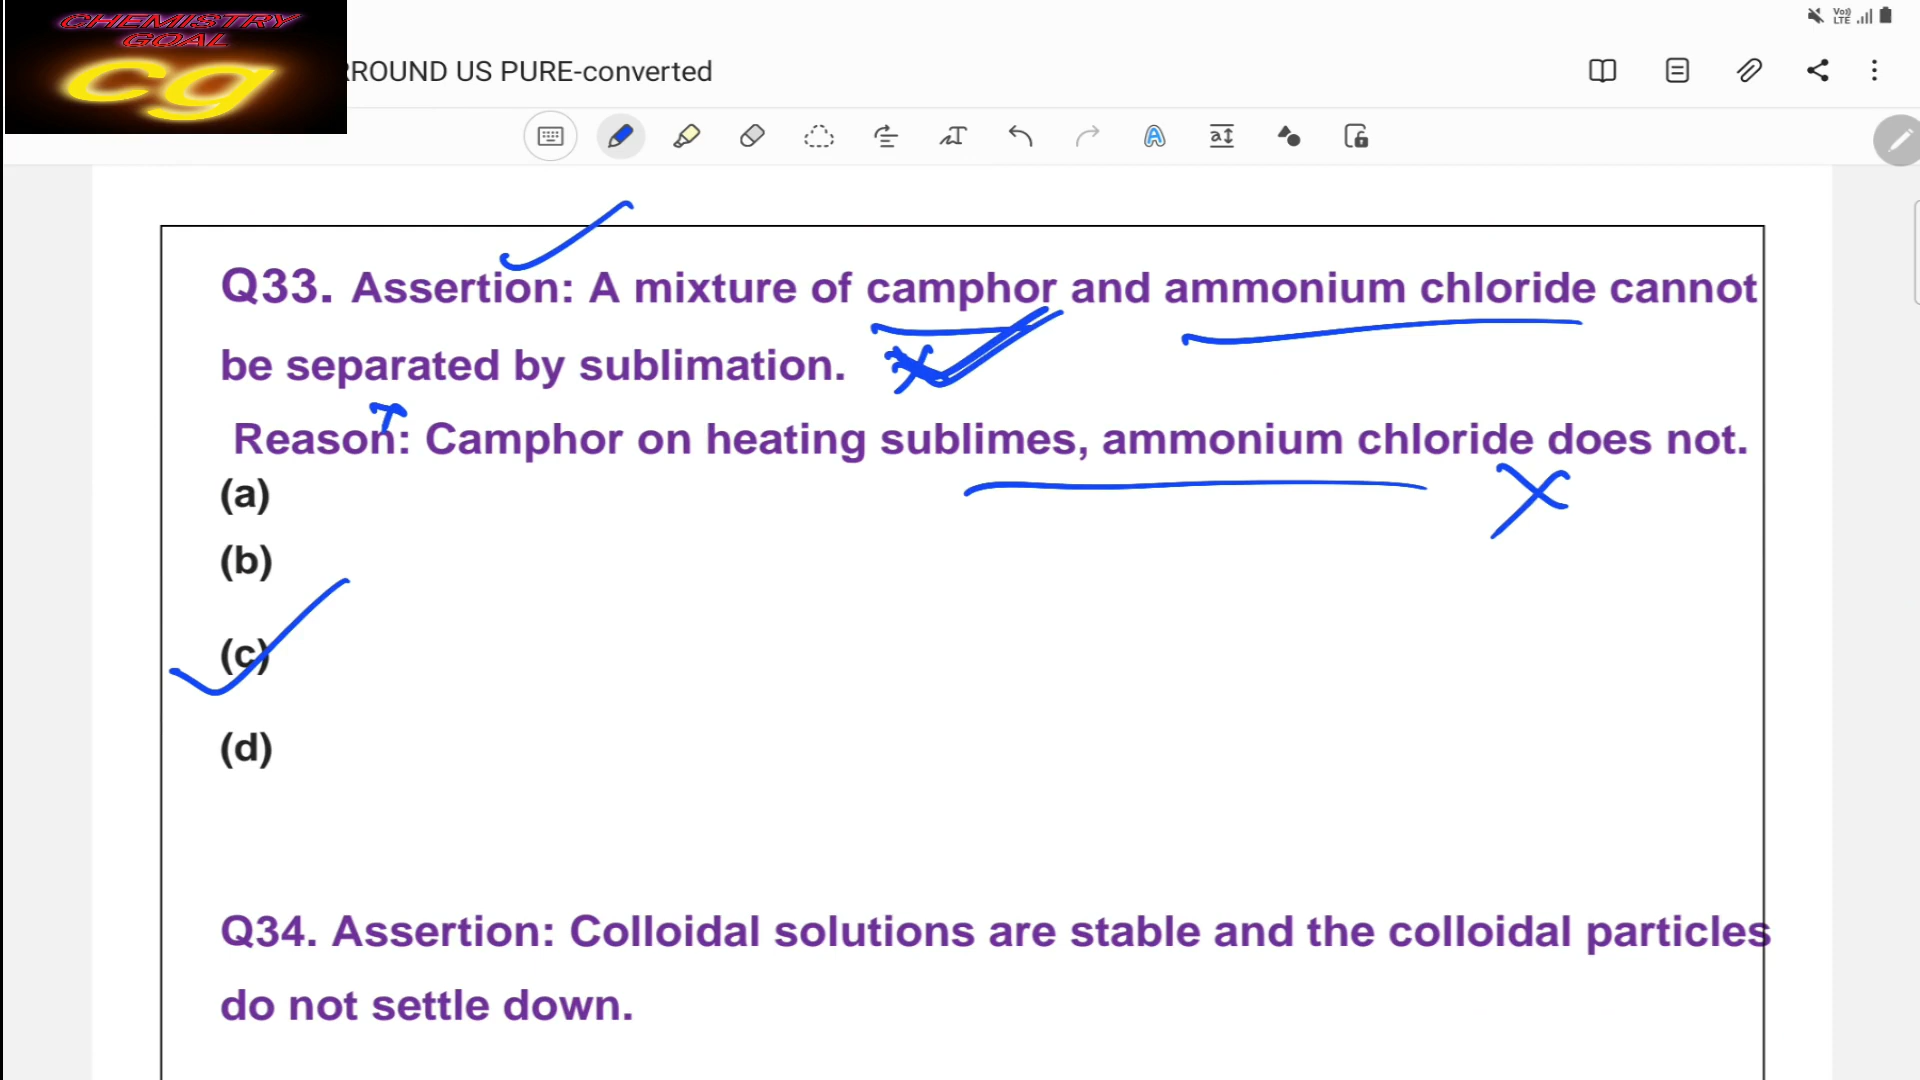 CHEMISTRY
GOAL
cg
RROUND US PURE-converted
Q33. Assertion: A mixture of camphor and ammonium chloride cannot
be separated by sublimation.
Reason: Camphor on heating sublimes, ammonium chloride does not.
(a)
(b)
(c)
(d)
Q34. Assertion: Colloidal solutions are stable and the colloidal particles
do not settle down.